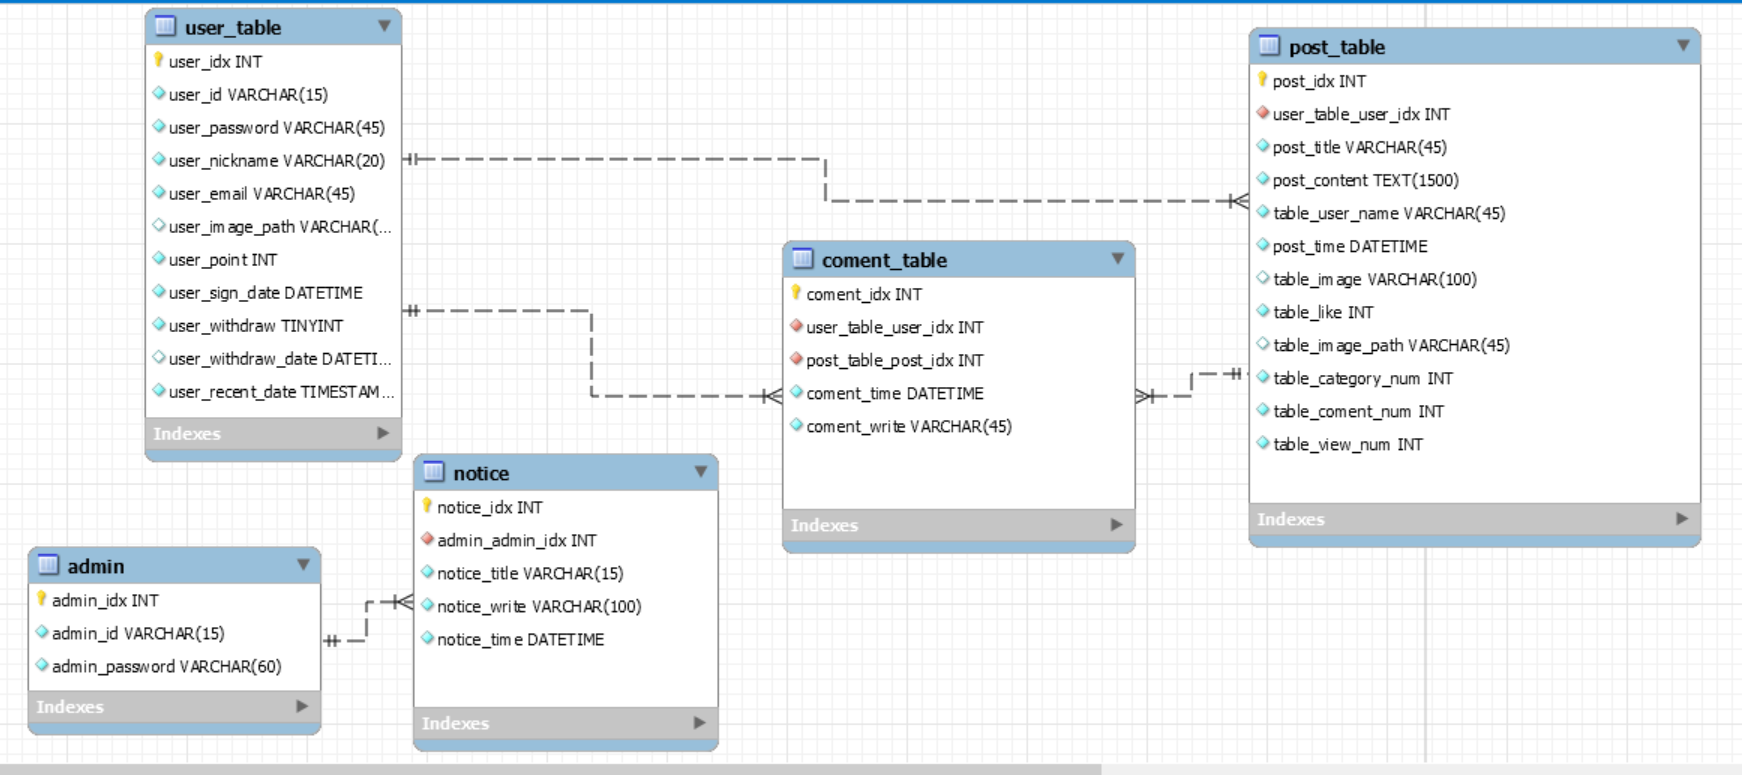 user_table
user_idx INT
user_id VARCHAR(15)
user_password VARCHAR(45)
user_nickname VARCHAR(20)
user_email VARCHAR(45)
user_image_path VARCHAR(...
user_point INT
user_sign_date DATETIME
user_withdraw TINYINT
user_withdraw_date DATETI...
user_recent_date TIMESTAM...
Indexes
post_table
post_idx INT
user_table_user_idx INT
post_title VARCHAR(45)
post_content TEXT(1500)
table_user_name VARCHAR(45)
post_time DATETIME
table_image VARCHAR(100)
table_like INT
table_image_path VARCHAR(45)
table_category_num INT
table_coment_num INT
table_view_num INT
Indexes
coment_table
coment_idx INT
user_table_user_idx INT
post_table_post_idx INT
coment_time DATETIME
coment_write VARCHAR(45)
Indexes
notice
notice_idx INT
admin_admin_idx INT
notice_title VARCHAR(15)
notice_write VARCHAR(100)
notice_time DATETIME
Indexes
admin
admin_idx INT
admin_id VARCHAR(15)
admin_password VARCHAR(60)
Indexes